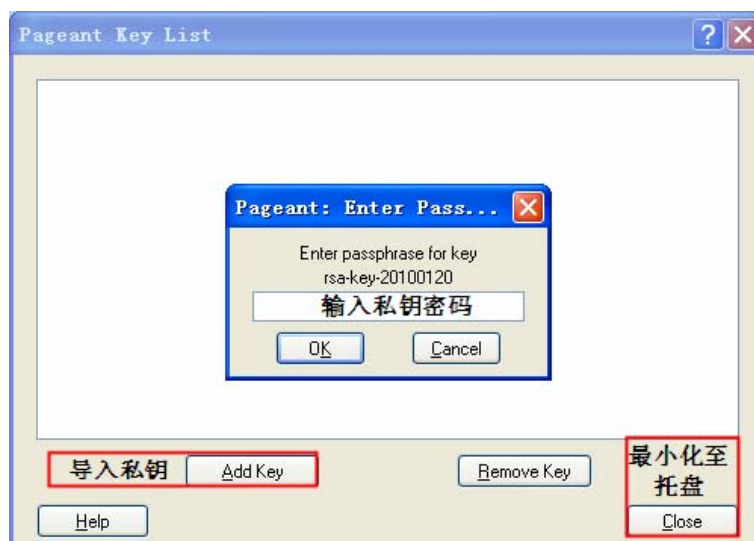 Pageant Key List
Pageant: Enter Pass...
Enter passphrase for key
rsa-key-20100120
输入私钥密码
OK
Cancel
导入私钥
Add Key
Remove Key
最小化至
托盘
Help
Close